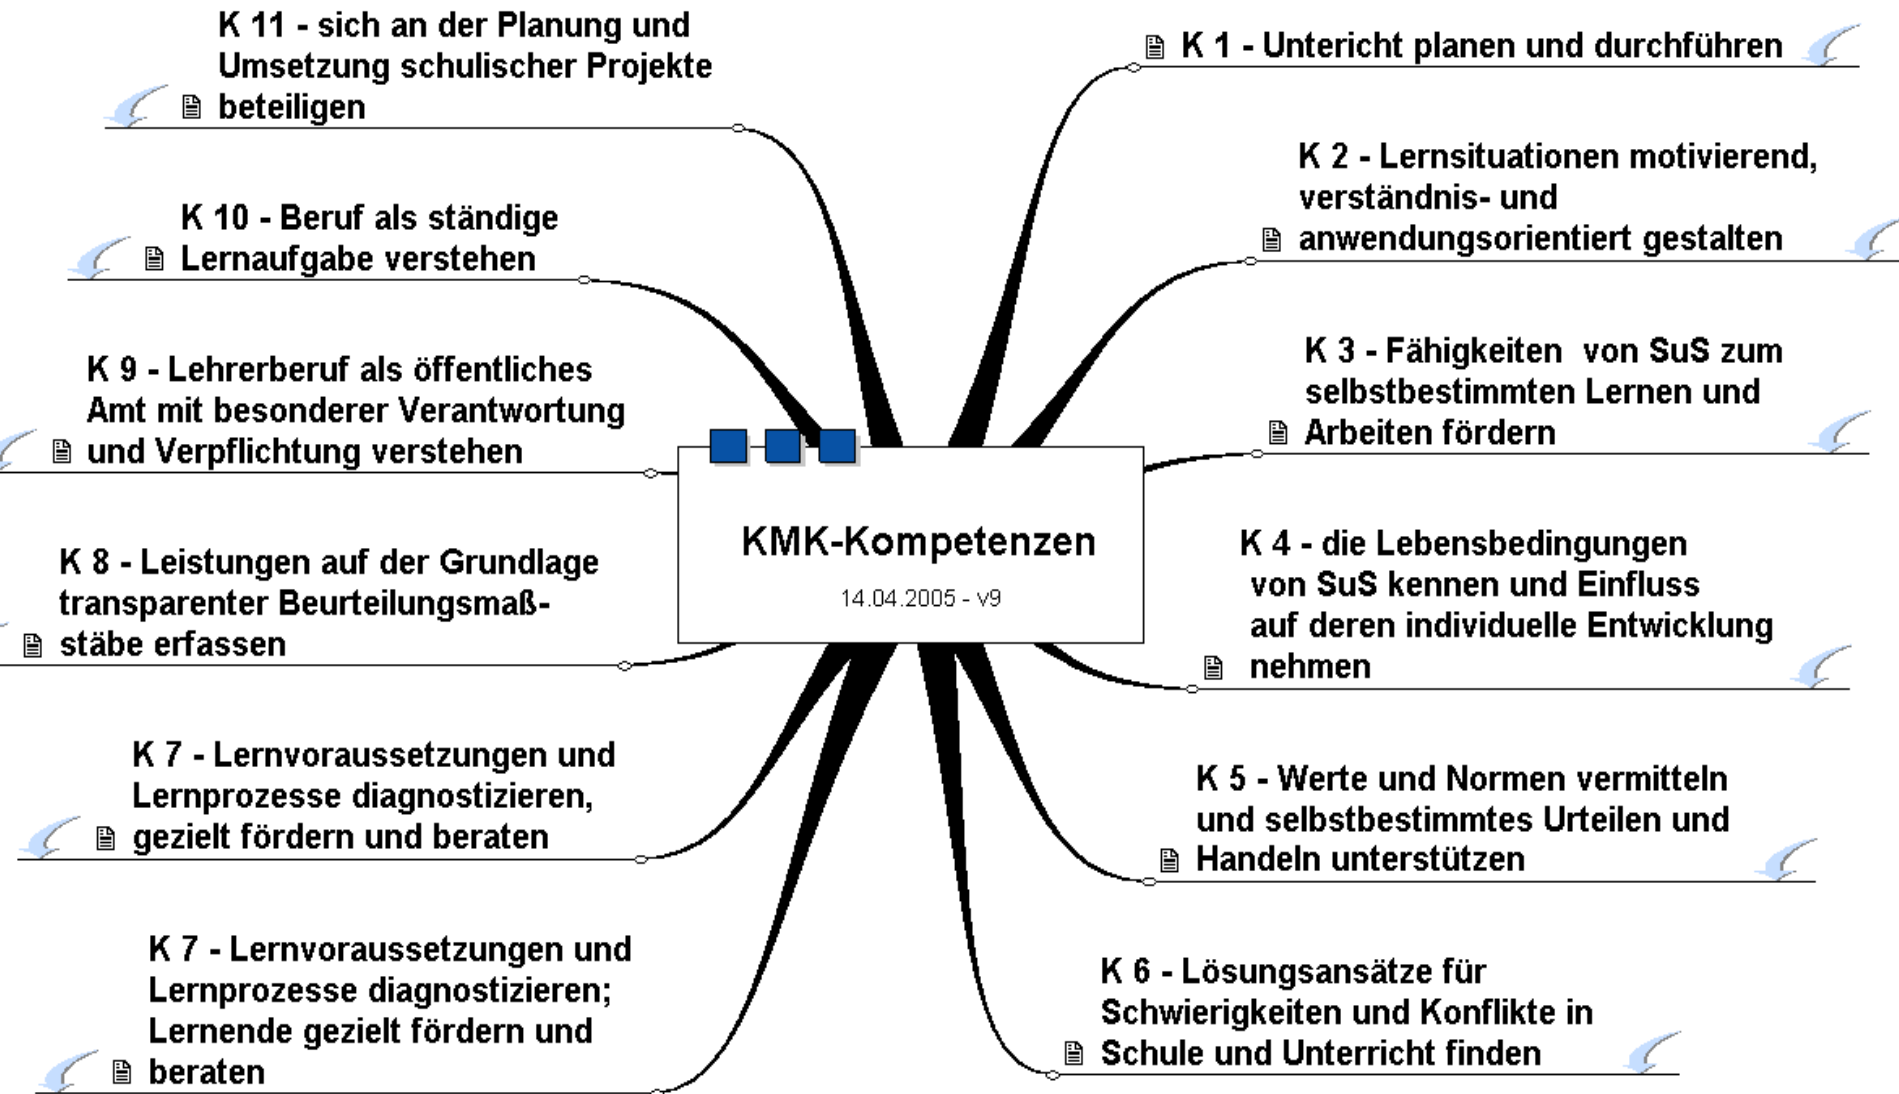 KMK-Kompetenzen
14.04.2005 - v9
K 1 - Untericht planen und durchführen
K 2 - Lernsituationen motivierend,
verständnis- und
anwendungsorientiert gestalten
K 3 - Fähigkeiten von SuS zum
selbstbestimmten Lernen und
Arbeiten fördern
K 4 - die Lebensbedingungen
von SuS kennen und Einfluss
auf deren individuelle Entwicklung
nehmen
K 5 - Werte und Normen vermitteln
und selbstbestimmtes Urteilen und
Handeln unterstützen
K 6 - Lösungsansätze für
Schwierigkeiten und Konflikte in
Schule und Unterricht finden
K 7 - Lernvoraussetzungen und
Lernprozesse diagnostizieren;
Lernende gezielt fördern und
beraten
K 7 - Lernvoraussetzungen und
Lernprozesse diagnostizieren,
gezielt fördern und beraten
K 8 - Leistungen auf der Grundlage
transparenter Beurteilungsmaß-
stäbe erfassen
K 9 - Lehrerberuf als öffentliches
Amt mit besonderer Verantwortung
und Verpflichtung verstehen
K 10 - Beruf als ständige
Lernaufgabe verstehen
K 11 - sich an der Planung und
Umsetzung schulischer Projekte
beteiligen